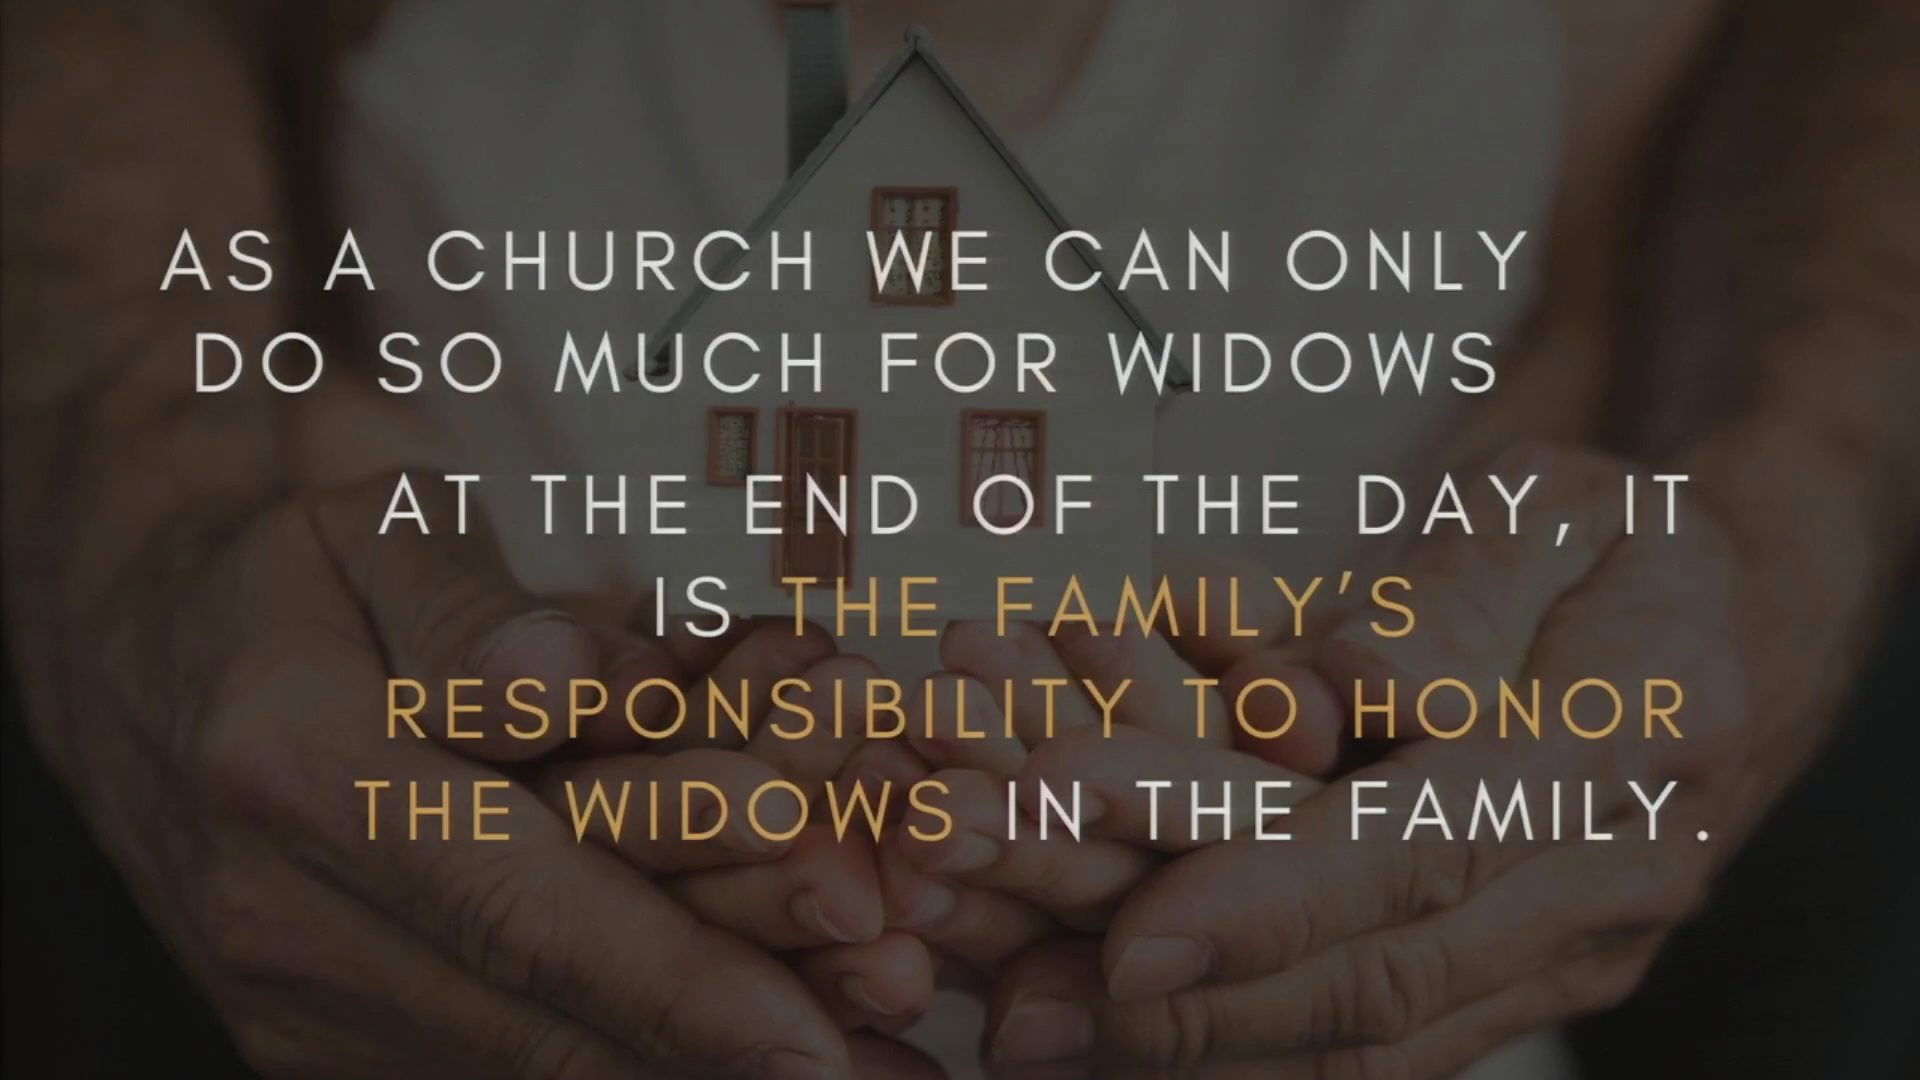 AS A CHURCH WE CAN ONLY
DO SO MUCH FOR WIDOWS
AT THE END OF THE DAY, IT
IS THE FAMILY'S
RESPONSIBILITY TO HONOR
THE WIDOWS IN THE FAMILY.